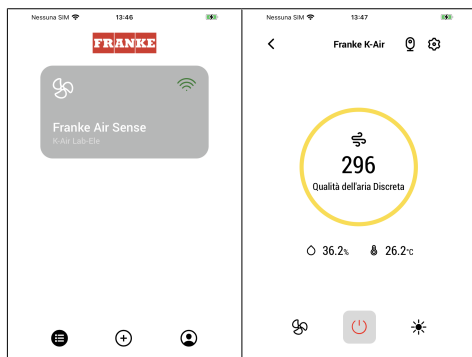 Nessuna SIM 13:46
FRANKE
Franke Air Sense
K-Air Lab-Ele
Nessuna SIM 13:47
Franke K-Air
296
Qualità dell'aria Discreta
36.2% 26.2°C